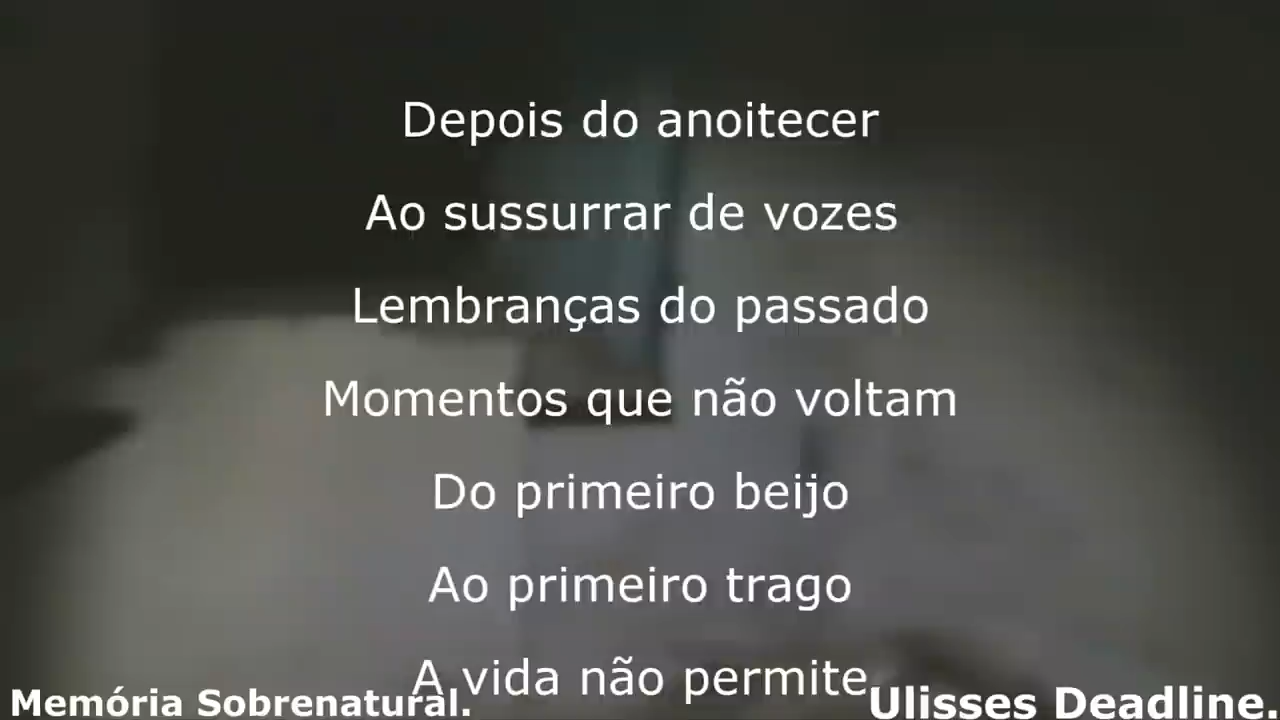 Depois do anoitecer
Ao sussurrar de vozes
Lembranças do passado
Momentos que não voltam
Do primeiro beijo
Ao primeiro trago
A vida não permite
Memória Sobrenatural.
Ulisses Deadline.